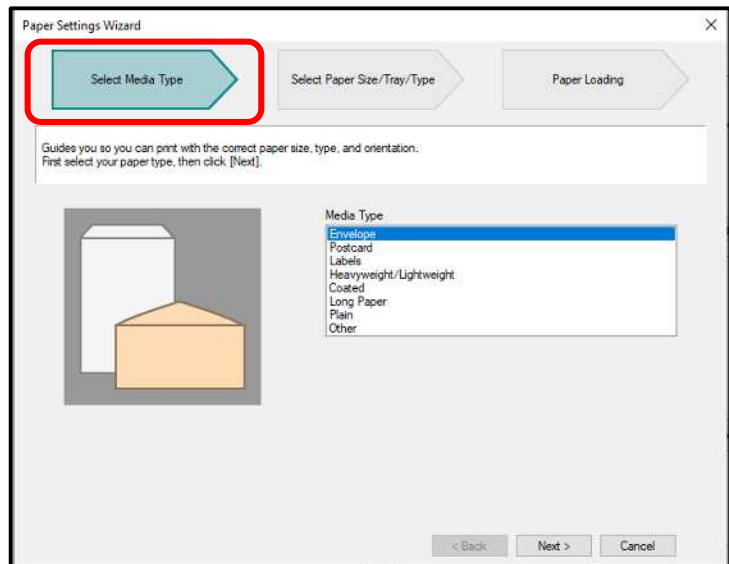 Paper Settings Wizard
Select Media Type
Select Paper Size/Tray/Type
Paper Loading
Guides you so you can print with the correct paper size, type, and orientation.
First select your paper type, then click [Next].
Media Type
Envelope
Postcard
Labels
Heavyweight/Lightweight
Coated
Long Paper
Plain
Other
< Back
Next >
Cancel